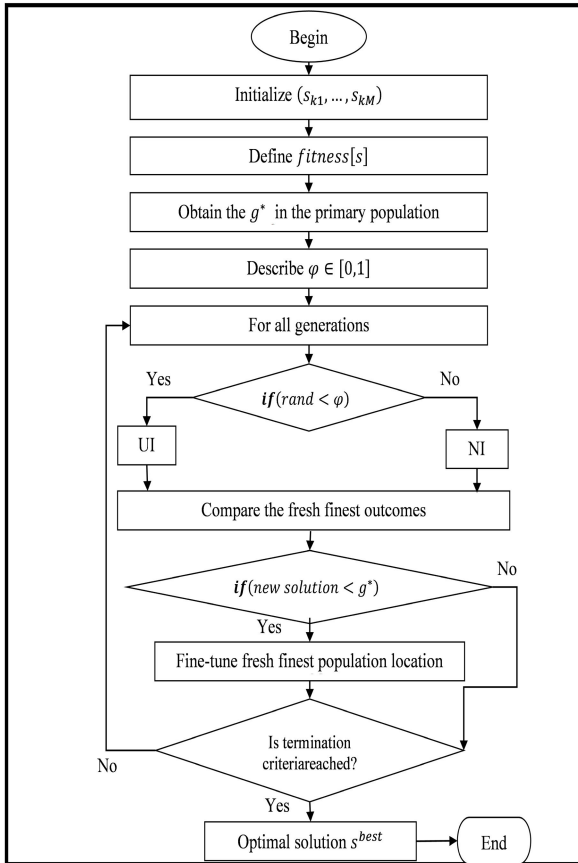 Begin
Initialize (s_{k1}, ..., s_{kM})
Define fitness[s]
Obtain the g* in the primary population
Describe φ ∈ [0,1]
For all generations
Yes
No
if(rand < φ)
UI
NI
Compare the fresh finest outcomes
if(new solution < g*)
No
Yes
Fine-tune fresh finest population location
Is termination
criteriareached?
No
Yes
Optimal solution s^{best}
End